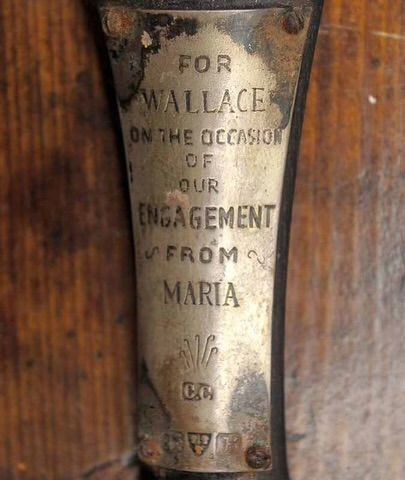 FOR
WALLACE
ON THE OCCASION
OF
OUR
ENGAGEMENT
FROM
MARIA